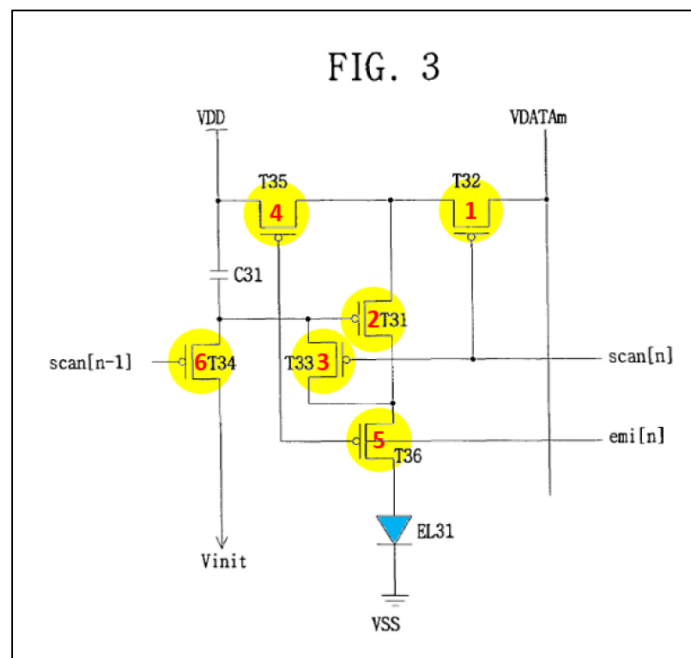 FIG. 3
VDD
VDATAm
T35
T32
4
1
C31
2
T31
scan[n-1]
6
T34
T33
3
scan[n]
5
emi[n]
T36
EL31
Vinit
VSS